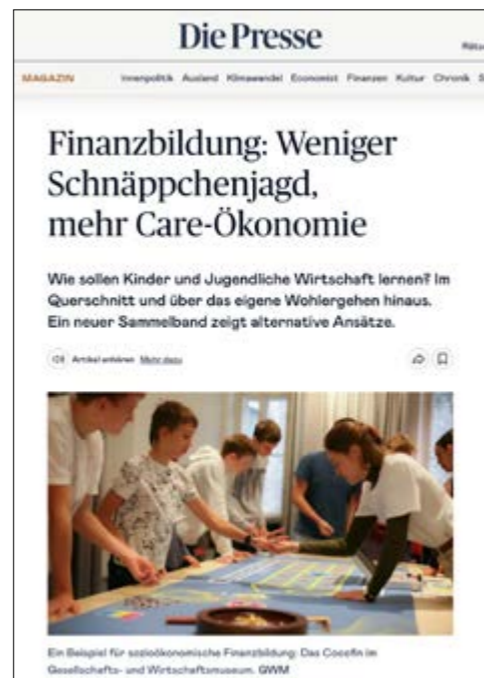 Die Presse
MAGAZIN Innenpolitik Ausland Klimawandel Economist Finanzen Kultur Chronik
Finanzbildung: Weniger
Schnäppchenjagd,
mehr Care-Ökonomie
Wie sollen Kinder und Jugendliche Wirtschaft lernen? Im
Querschnitt und über das eigene Wohlergehen hinaus.
Ein neuer Sammelband zeigt alternative Ansätze.
Artikel anhören Mehr dazu
Ein Beispiel für sozioökonomische Finanzbildung: Das Cocofin im
Gesellschafts- und Wirtschaftsmuseum. GWM